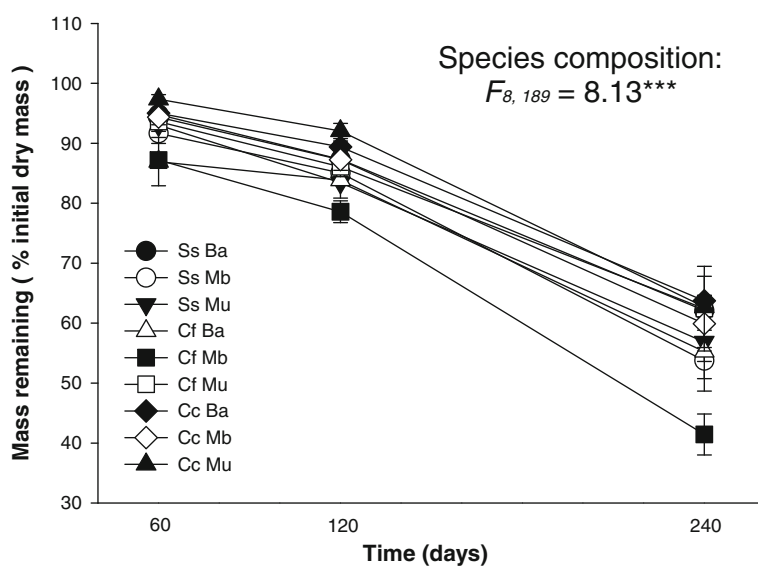 110
100
90
80
70
60
50
40
30
Mass remaining ( % initial dry mass )
Species composition:
F8, 189 = 8.13***
Ss Ba
Ss Mb
Ss Mu
Cf Ba
Cf Mb
Cf Mu
Cc Ba
Cc Mb
Cc Mu
60
120
240
Time (days)